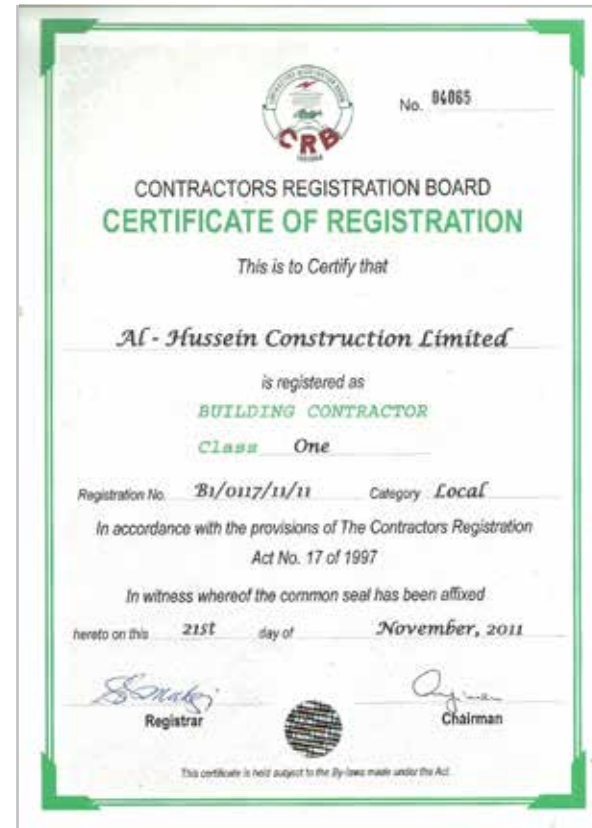 No. 04065
CONTRACTORS REGISTRATION BOARD
CRB
CONTRACTORS REGISTRATION BOARD
CERTIFICATE OF REGISTRATION
This is to Certify that
Al - Hussein Construction Limited
is registered as
BUILDING CONTRACTOR
Class One
Registration No. B1/0117/11/11 Category Local
In accordance with the provisions of The Contractors Registration
Act No. 17 of 1997
In witness whereof the common seal has been affixed
hereto on this 21st day of November, 2011
Registrar Chairman
This certificate is held subject to the By-laws made under the Act.